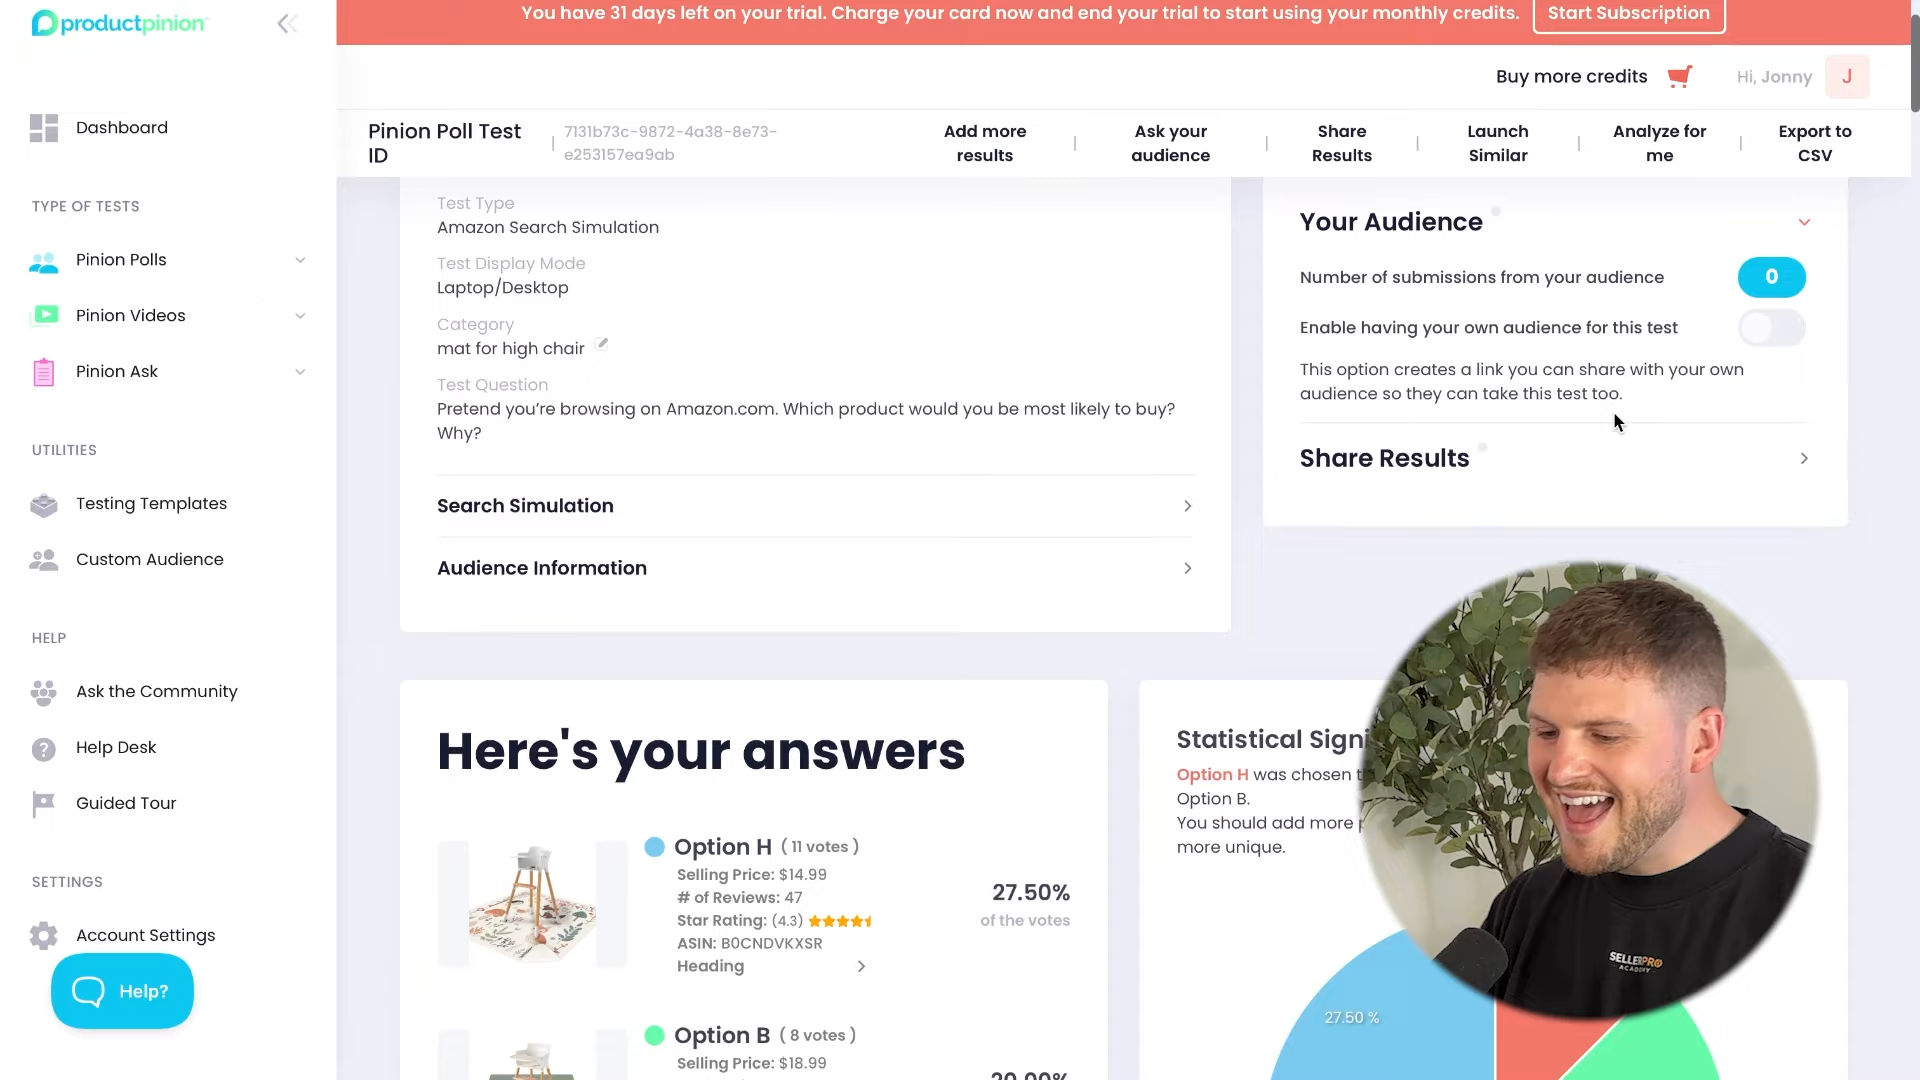 productpinion
You have 31 days left on your trial. Charge your card now and end your trial to start using your monthly credits.
Start Subscription
Buy more credits
Hi, Jonny
J
Pinion Poll Test
ID
7131b73c-9872-4a38-8e73-
e253157ea9ab
Add more
results
Ask your
audience
Share
Results
Launch
Similar
Analyze for
me
Export to
CSV
Dashboard
TYPE OF TESTS
Pinion Polls
Pinion Videos
Pinion Ask
UTILITIES
Testing Templates
Custom Audience
HELP
Ask the Community
Help Desk
Guided Tour
SETTINGS
Account Settings
Help?
Test Type
Amazon Search Simulation
Test Display Mode
Laptop/Desktop
Category
mat for high chair
Test Question
Pretend you're browsing on Amazon.com. Which product would you be most likely to buy?
Why?
Search Simulation
Audience Information
Your Audience
Number of submissions from your audience
0
Enable having your own audience for this test
This option creates a link you can share with your own
audience so they can take this test too.
Share Results
Here's your answers
Option H ( 11 votes )
Selling Price: $14.99
# of Reviews: 47
Star Rating: (4.3)
ASIN: B0CNDVKXSR
Heading
27.50%
of the votes
Option B ( 8 votes )
Selling Price: $18.99
20.00%
Statistical Signi
Option H was chosen t
Option B.
You should add more p
more unique.
27.50 %
SELLERPRO
ACADEMY